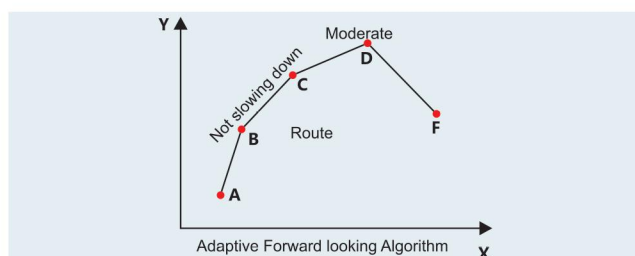 Y
Moderate
D
Not slowing down
C
B
Route
F
A
Adaptive Forward looking Algorithm
X